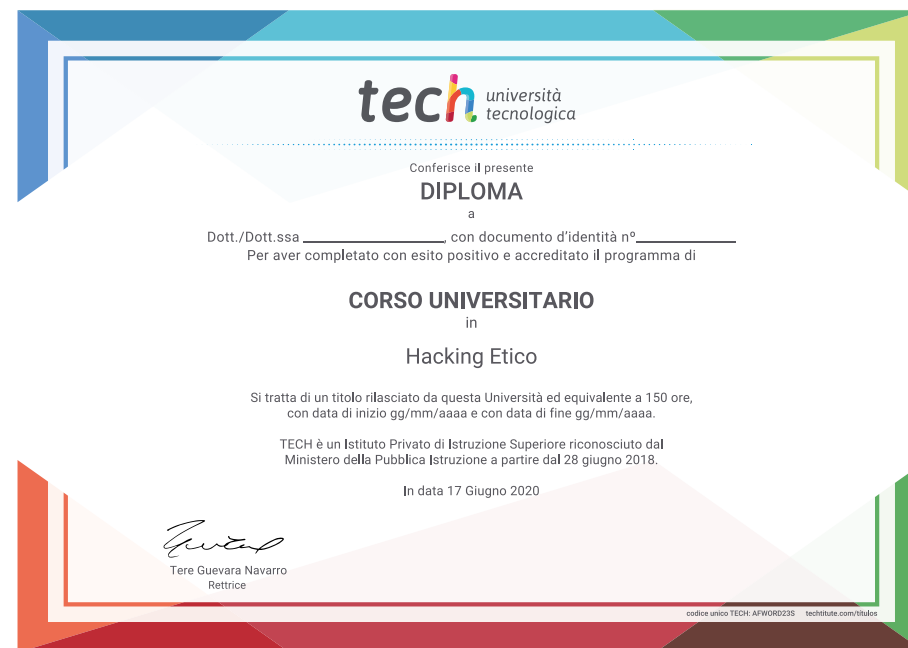 tech università
tecnologica
Conferisce il presente
DIPLOMA
a
Dott./Dott.ssa ____________________, con documento d'identità nº______________
Per aver completato con esito positivo e accreditato il programma di
CORSO UNIVERSITARIO
in
Hacking Etico
Si tratta di un titolo rilasciato da questa Università ed equivalente a 150 ore,
con data di inizio gg/mm/aaaa e con data di fine gg/mm/aaaa.
TECH è un Istituto Privato di Istruzione Superiore riconosciuto dal
Ministero della Pubblica Istruzione a partire dal 28 giugno 2018.
In data 17 Giugno 2020
Tere Guevara Navarro
Rettrice
codice unico TECH: AFWORD23S techtitute.com/títulos